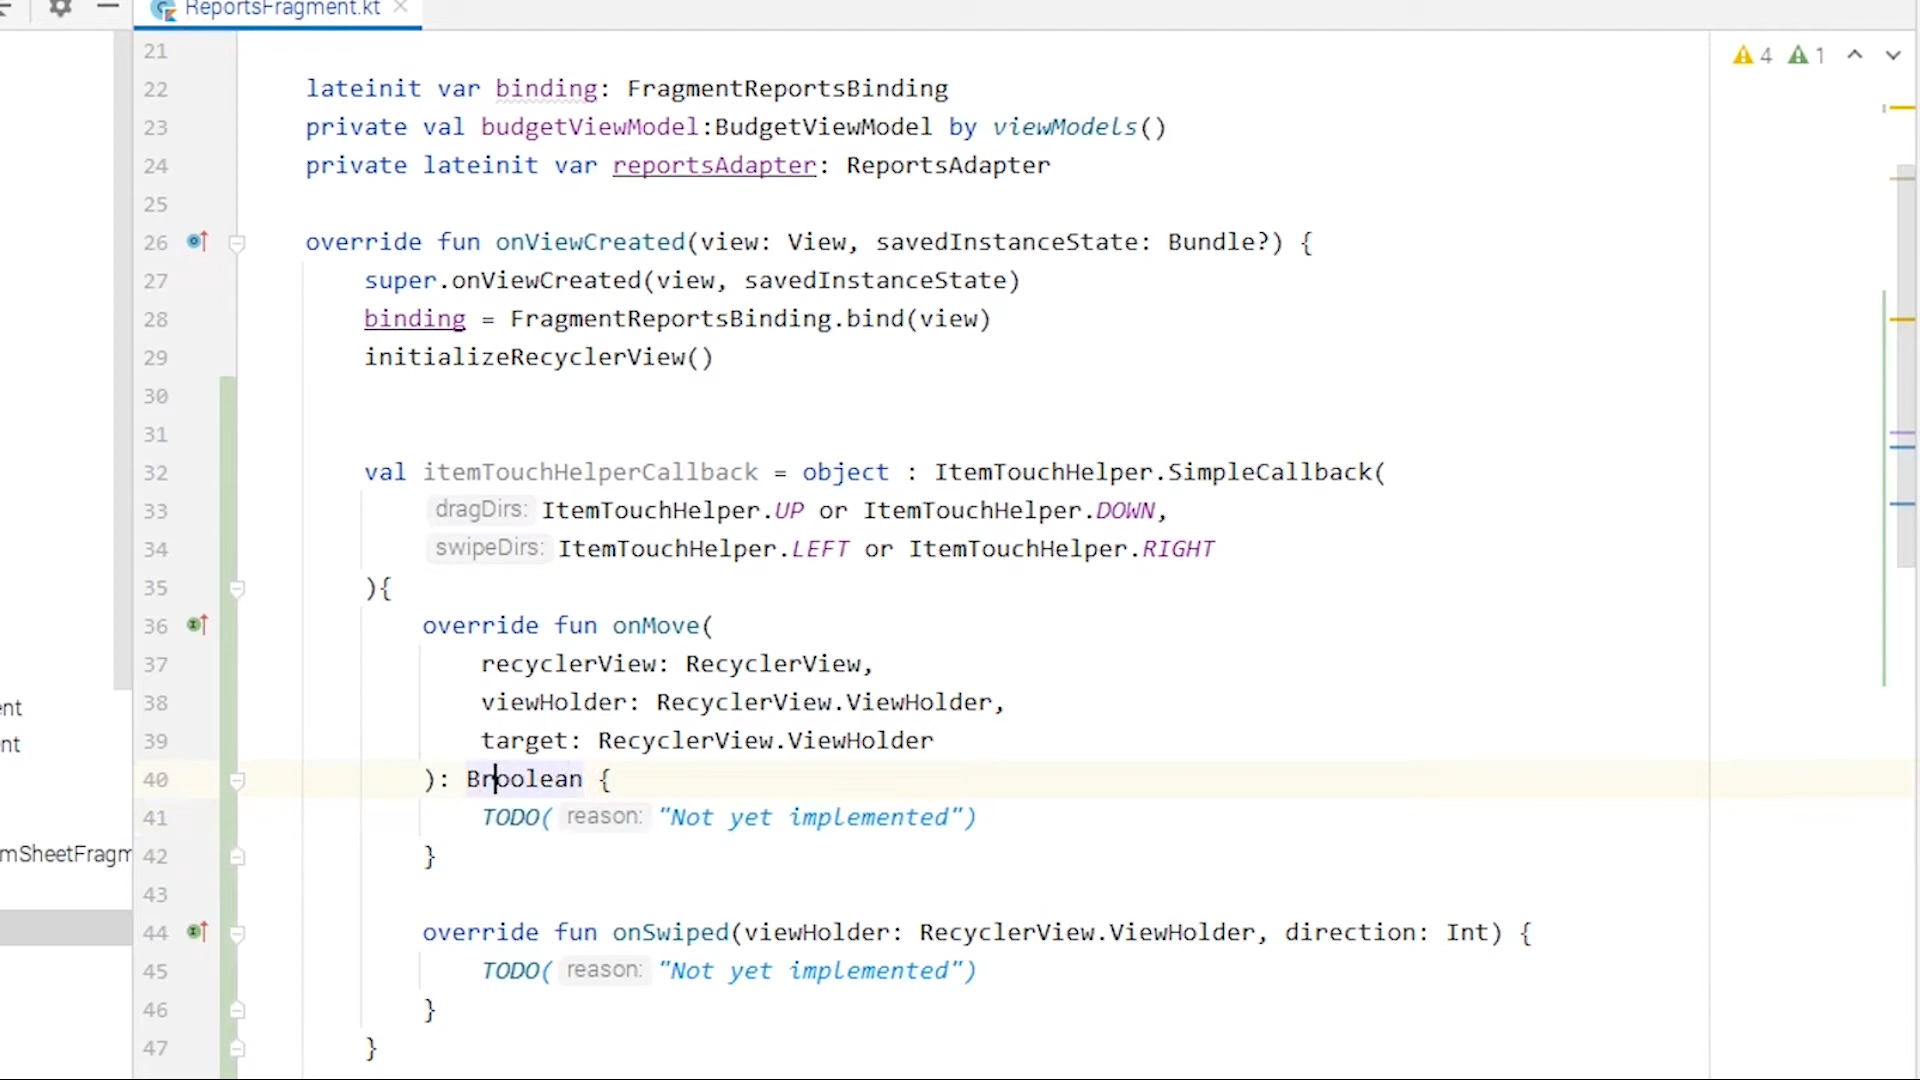 ReportsFragment.kt
4 1
21
22 lateinit var binding: FragmentReportsBinding
23 private val budgetViewModel:BudgetViewModel by viewModels()
24 private lateinit var reportsAdapter: ReportsAdapter
25
26 override fun onViewCreated(view: View, savedInstanceState: Bundle?) {
27 super.onViewCreated(view, savedInstanceState)
28 binding = FragmentReportsBinding.bind(view)
29 initializeRecyclerView()
30
31
32 val itemTouchHelperCallback = object : ItemTouchHelper.SimpleCallback(
33 dragDirs: ItemTouchHelper.UP or ItemTouchHelper.DOWN,
34 swipeDirs: ItemTouchHelper.LEFT or ItemTouchHelper.RIGHT
35 ){
36 override fun onMove(
37 recyclerView: RecyclerView,
ent 38 viewHolder: RecyclerView.ViewHolder,
nt 39 target: RecyclerView.ViewHolder
40 ): Broolean {
41 TODO( reason: "Not yet implemented")
mSheetFragm 42 }
43
44 override fun onSwiped(viewHolder: RecyclerView.ViewHolder, direction: Int) {
45 TODO( reason: "Not yet implemented")
46 }
47 }